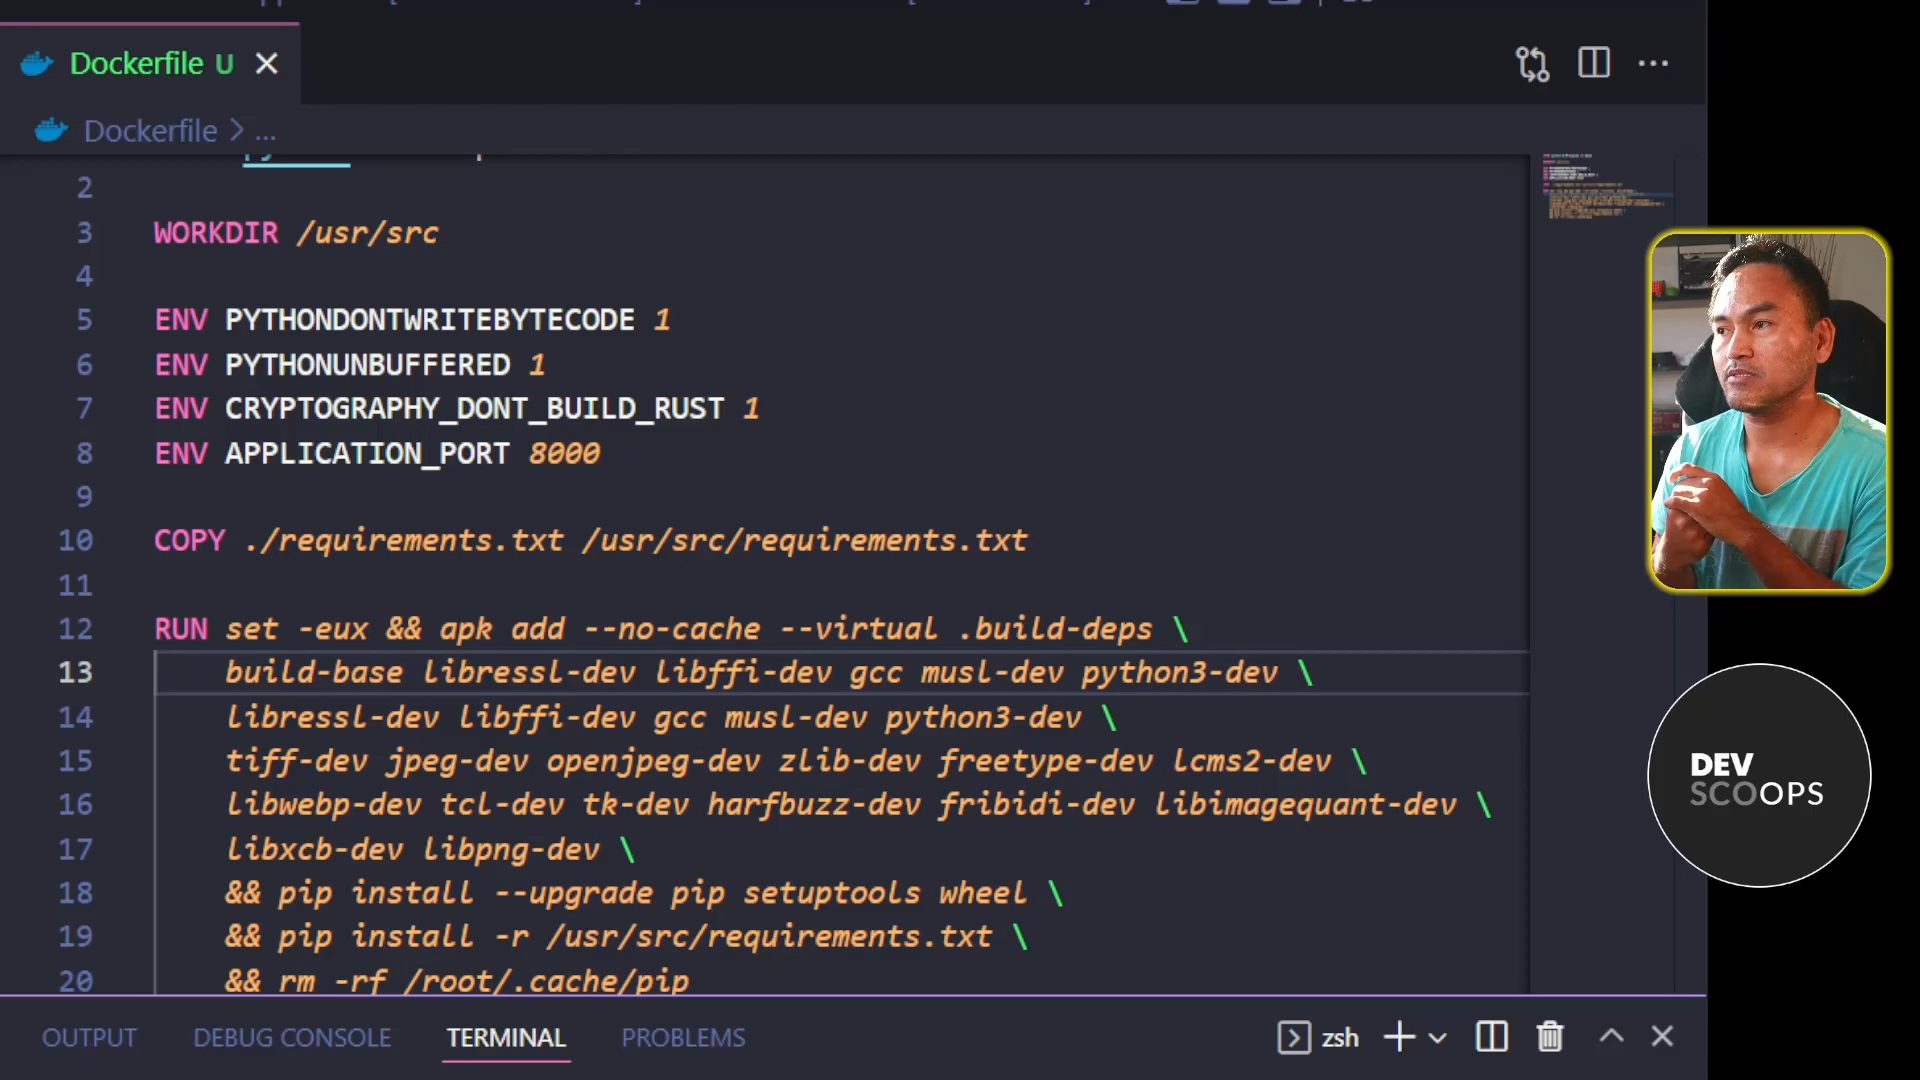 Dockerfile U
Dockerfile > ...
2
3 WORKDIR /usr/src
4
5 ENV PYTHONDONTWRITEBYTECODE 1
6 ENV PYTHONUNBUFFERED 1
7 ENV CRYPTOGRAPHY_DONT_BUILD_RUST 1
8 ENV APPLICATION_PORT 8000
9
10 COPY ./requirements.txt /usr/src/requirements.txt
11
12 RUN set -eux && apk add --no-cache --virtual .build-deps \
13 build-base libressl-dev libffi-dev gcc musl-dev python3-dev \
14 libressl-dev libffi-dev gcc musl-dev python3-dev \
15 tiff-dev jpeg-dev openjpeg-dev zlib-dev freetype-dev lcms2-dev \
16 libwebp-dev tcl-dev tk-dev harfbuzz-dev fribidi-dev libimagequant-dev \
17 libxcb-dev libpng-dev \
18 && pip install --upgrade pip setuptools wheel \
19 && pip install -r /usr/src/requirements.txt \
20 && rm -rf /root/.cache/pip
DEV
SCOOPS
OUTPUT DEBUG CONSOLE TERMINAL PROBLEMS zsh